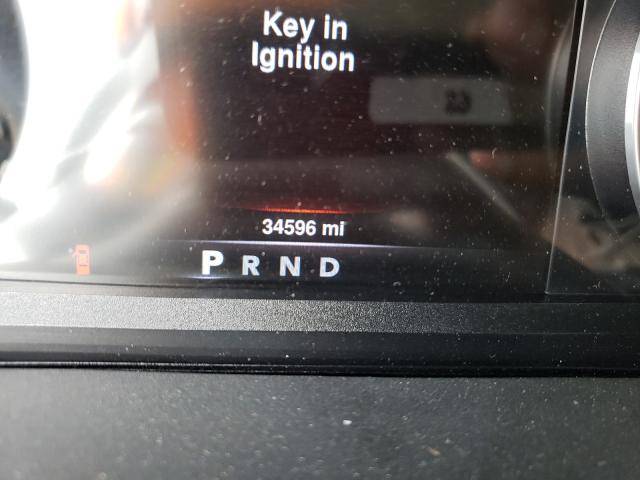 Key in
Ignition
34596 mi
P R N D